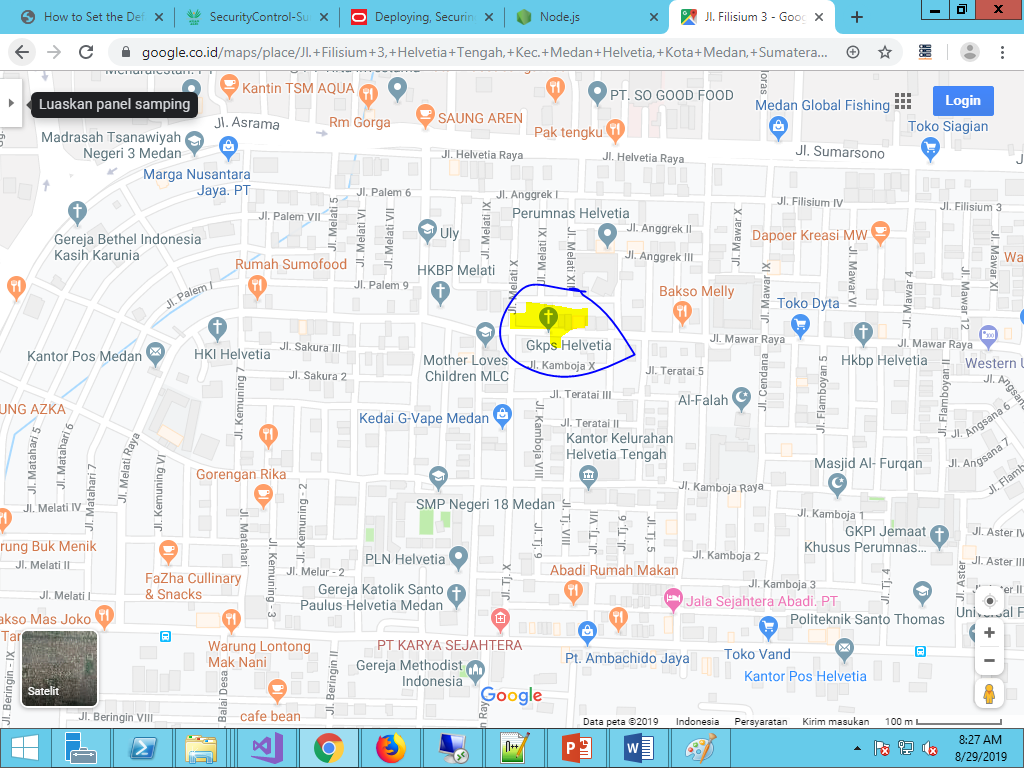 How to Set the Def
SecurityControl-Su
Deploying, Securin
Node.js
Jl. Filisium 3 - Goog
google.co.id/maps/place/Jl.+Filisium+3,+Helvetia+Tengah,+Kec.+Medan+Helvetia,+Kota+Medan,+Sumatera...
Luaskan panel samping
Kantin TSM AQUA
Rm Gorga
SAUNG AREN
Pak tengku
PT. SO GOOD FOOD
Medan Global Fishing
Login
Toko Siagian
Jl. Asrama
Madrasah Tsanawiyah
Negeri 3 Medan
Marga Nusantara
Jaya. PT
Jl. Helvetia Raya
Jl. Helvetia Raya
Jl. Sumarsono
Jl. Palem 6
Jl. Anggrek I
Jl. Filisium IV
Jl. Filisium 3
Jl. Palem VII
Jl. Melati 5
Jl. Melati VI
Jl. Melati VII
Jl. Melati IX
Perumnas Helvetia
Jl. Anggrek II
Jl. Mawar X
Dapoer Kreasi MW
Uly
Gereja Bethel Indonesia
Kasih Karunia
Jl. Melati XI
Jl. Melati XII
Jl. Anggrek III
Jl. Mawar XI
Rumah Sumofood
HKBP Melati
Jl. Melati X
Jl. Mawar IX
Jl. Mawar VI
Jl. Mawar 4
Jl. Palem I
Jl. Palem 9
Bakso Melly
Toko Dyta
Jl. Mawar 12
Kantor Pos Medan
HKI Helvetia
Jl. Sakura III
Gkps Helvetia
Jl. Mawar Raya
Jl. Mawar Raya
Mother Loves
Children MLC
Jl. Kamboja X
Hkbp Helvetia
Western U
Jl. Sakura 2
Jl. Teratai 5
Jl. Kemuning 7
Jl. Teratai III
Al-Falah
Jl. Cendana
Jl. Flamboyan 5
Jl. Flamboyan II
UNG AZKA
Kedai G-Vape Medan
Jl. Kamboja VIII
Jl. Teratai II
Jl. Angsana 6
Jl. Angsana 7
Jl. Matahari 5
Jl. Matahari 6
Jl. Matahari 7
Jl. Melati Raya
Jl. Kemuning VI
Kantor Kelurahan
Helvetia Tengah
Gorengan Rika
Masjid Al- Furqan
Jl. Flamboyan
SMP Negeri 18 Medan
Jl. Kamboja Raya
Jl. Melati IV
Jl. Matahari
Jl. Kemuning - 2
Jl. Kamboja 1
Jl. Tj. 9
Jl. Tj. VIII
Jl. Tj. VII
Jl. Tj. 6
Jl. Tj. 5
GKPI Jemaat
Khusus Perumnas...
Jl. Aster IV
rung Buk Menik
Jl. Melati II
Jl. Kemuning - 3
PLN Helvetia
Jl. Kamboja 2
Jl. Aster III
FaZha Cullinary
& Snacks
Jl. Melur - 2
Jl. Tj. X
Abadi Rumah Makan
Jl. Kamboja 3
Jl. Tj. 4
Jl. Aster
Jl. Aster II
Jl. Melati I
Gereja Katolik Santo
Paulus Helvetia Medan
Jala Sejahtera Abadi. PT
akso Mas Joko
Politeknik Santo Thomas
PT KARYA SEJAHTERA
Warung Lontong
Mak Nani
Gereja Methodist
Indonesia
Pt. Ambachido Jaya
Toko Vand
Kantor Pos Helvetia
Jl. Beringin - IX
Satelit
Balai Desa
Jl. Beringin II
Jl. Beringin VIII
cafe bean
Google
Data peta ©2019
Indonesia
Persyaratan
Kirim masukan
100 m
8:27 AM
8/29/2019